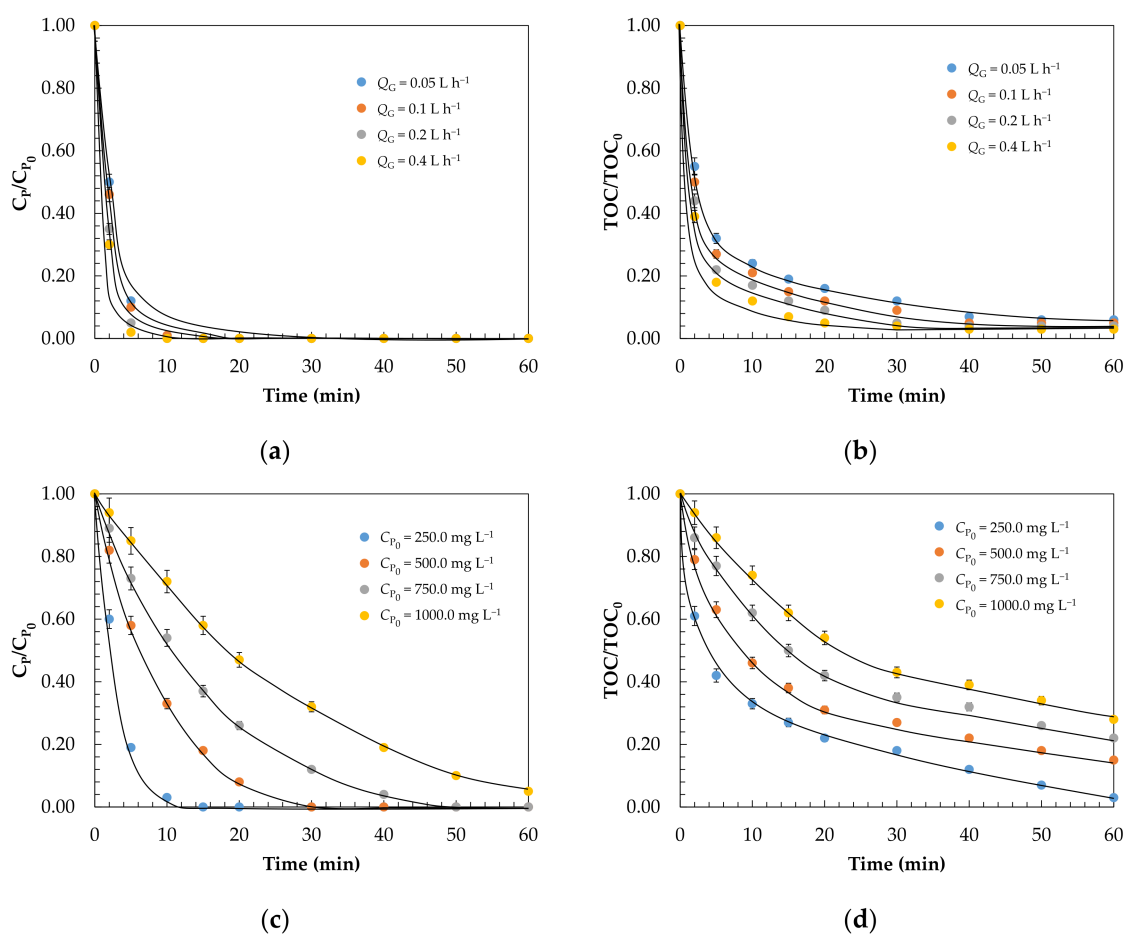 1.00
0.80
0.60
0.40
0.20
0.00
C_P/C_P₀
Q_G = 0.05 L h⁻¹
Q_G = 0.1 L h⁻¹
Q_G = 0.2 L h⁻¹
Q_G = 0.4 L h⁻¹
0 10 20 30 40 50 60
Time (min)
(a)
1.00
0.80
0.60
0.40
0.20
0.00
TOC/TOC₀
Q_G = 0.05 L h⁻¹
Q_G = 0.1 L h⁻¹
Q_G = 0.2 L h⁻¹
Q_G = 0.4 L h⁻¹
0 10 20 30 40 50 60
Time (min)
(b)
1.00
0.80
0.60
0.40
0.20
0.00
C_P/C_P₀
C_P₀ = 250.0 mg L⁻¹
C_P₀ = 500.0 mg L⁻¹
C_P₀ = 750.0 mg L⁻¹
C_P₀ = 1000.0 mg L⁻¹
0 10 20 30 40 50 60
Time (min)
(c)
1.00
0.80
0.60
0.40
0.20
0.00
TOC/TOC₀
C_P₀ = 250.0 mg L⁻¹
C_P₀ = 500.0 mg L⁻¹
C_P₀ = 750.0 mg L⁻¹
C_P₀ = 1000.0 mg L⁻¹
0 10 20 30 40 50 60
Time (min)
(d)